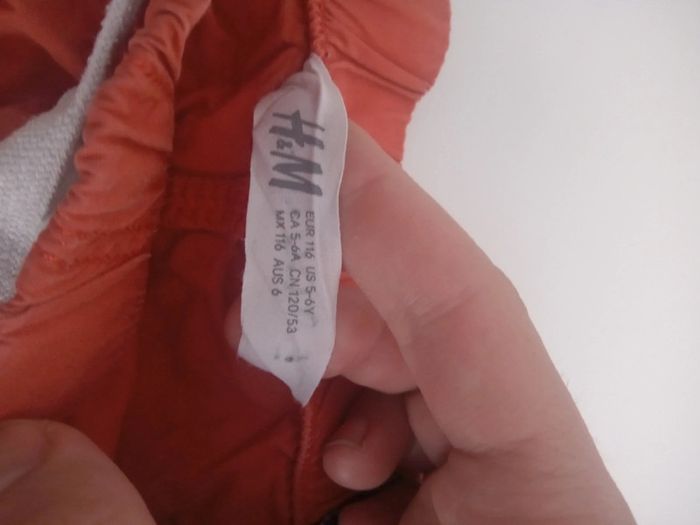 H&M
EUR 116 US 5-6Y
CA 5-6A CN 120/53
MX 116 AUS 6